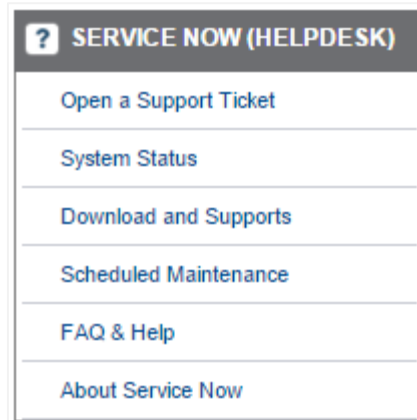 ? SERVICE NOW (HELPDESK)
Open a Support Ticket
System Status
Download and Supports
Scheduled Maintenance
FAQ & Help
About Service Now